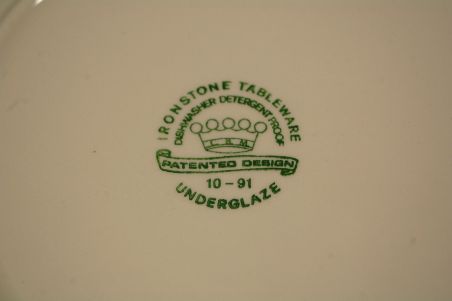 IRONSTONE TABLEWARE
DISHWASHER DETERGENT PROOF
L & M
PATENTED DESIGN
10-91
UNDERGLAZE